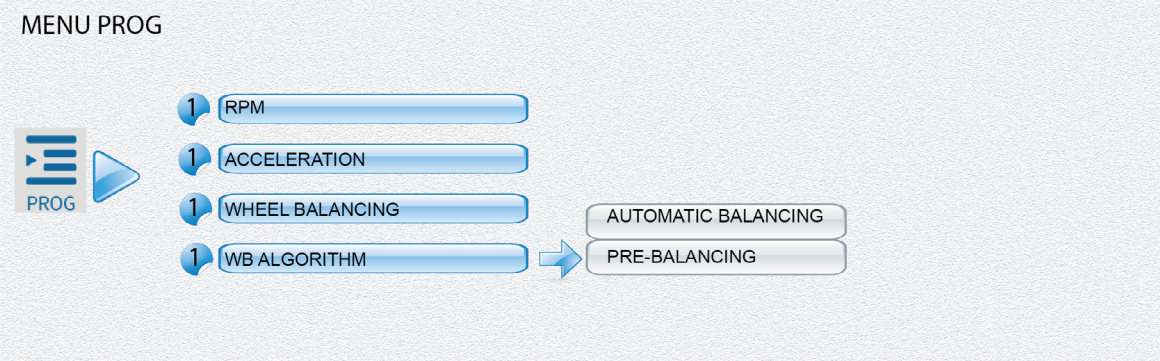 MENU PROG
1 RPM
1 ACCELERATION
PROG
1 WHEEL BALANCING
1 WB ALGORITHM
AUTOMATIC BALANCING
PRE-BALANCING